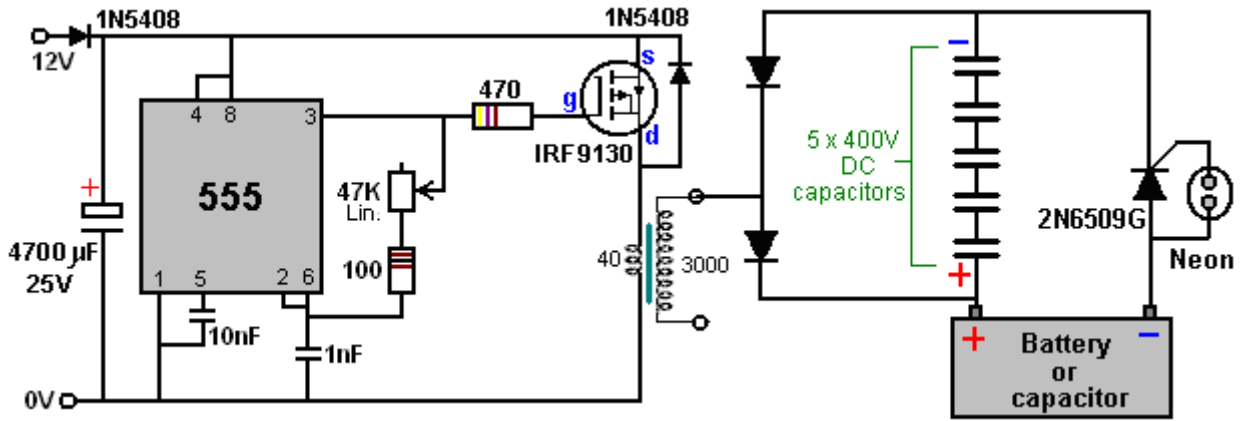 1N5408
12V
1N5408
s
470
g
d
IRF9130
4
8
3
555
+
4700 µF
25V
47K
Lin.
100
1
5
2
6
10nF
1nF
0V
40
3000
−
5 x 400V
DC
capacitors
+
2N6509G
Neon
+
−
Battery
or
capacitor